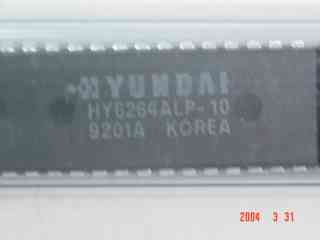 HYUNDAI
HY6264ALP-10
9201A KOREA
2004 3 31